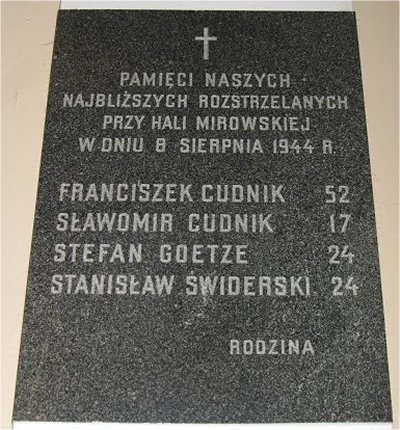 PAMIĘCI NASZYCH
NAJBLIŻSZYCH ROZSTRZELANYCH
PRZY HALI MIROWSKIEJ
W DNIU 8 SIERPNIA 1944 R.
FRANCISZEK CUDNIK 52
SŁAWOMIR CUDNIK 17
STEFAN GOETZE 24
STANISŁAW ŚWIDERSKI 24
RODZINA